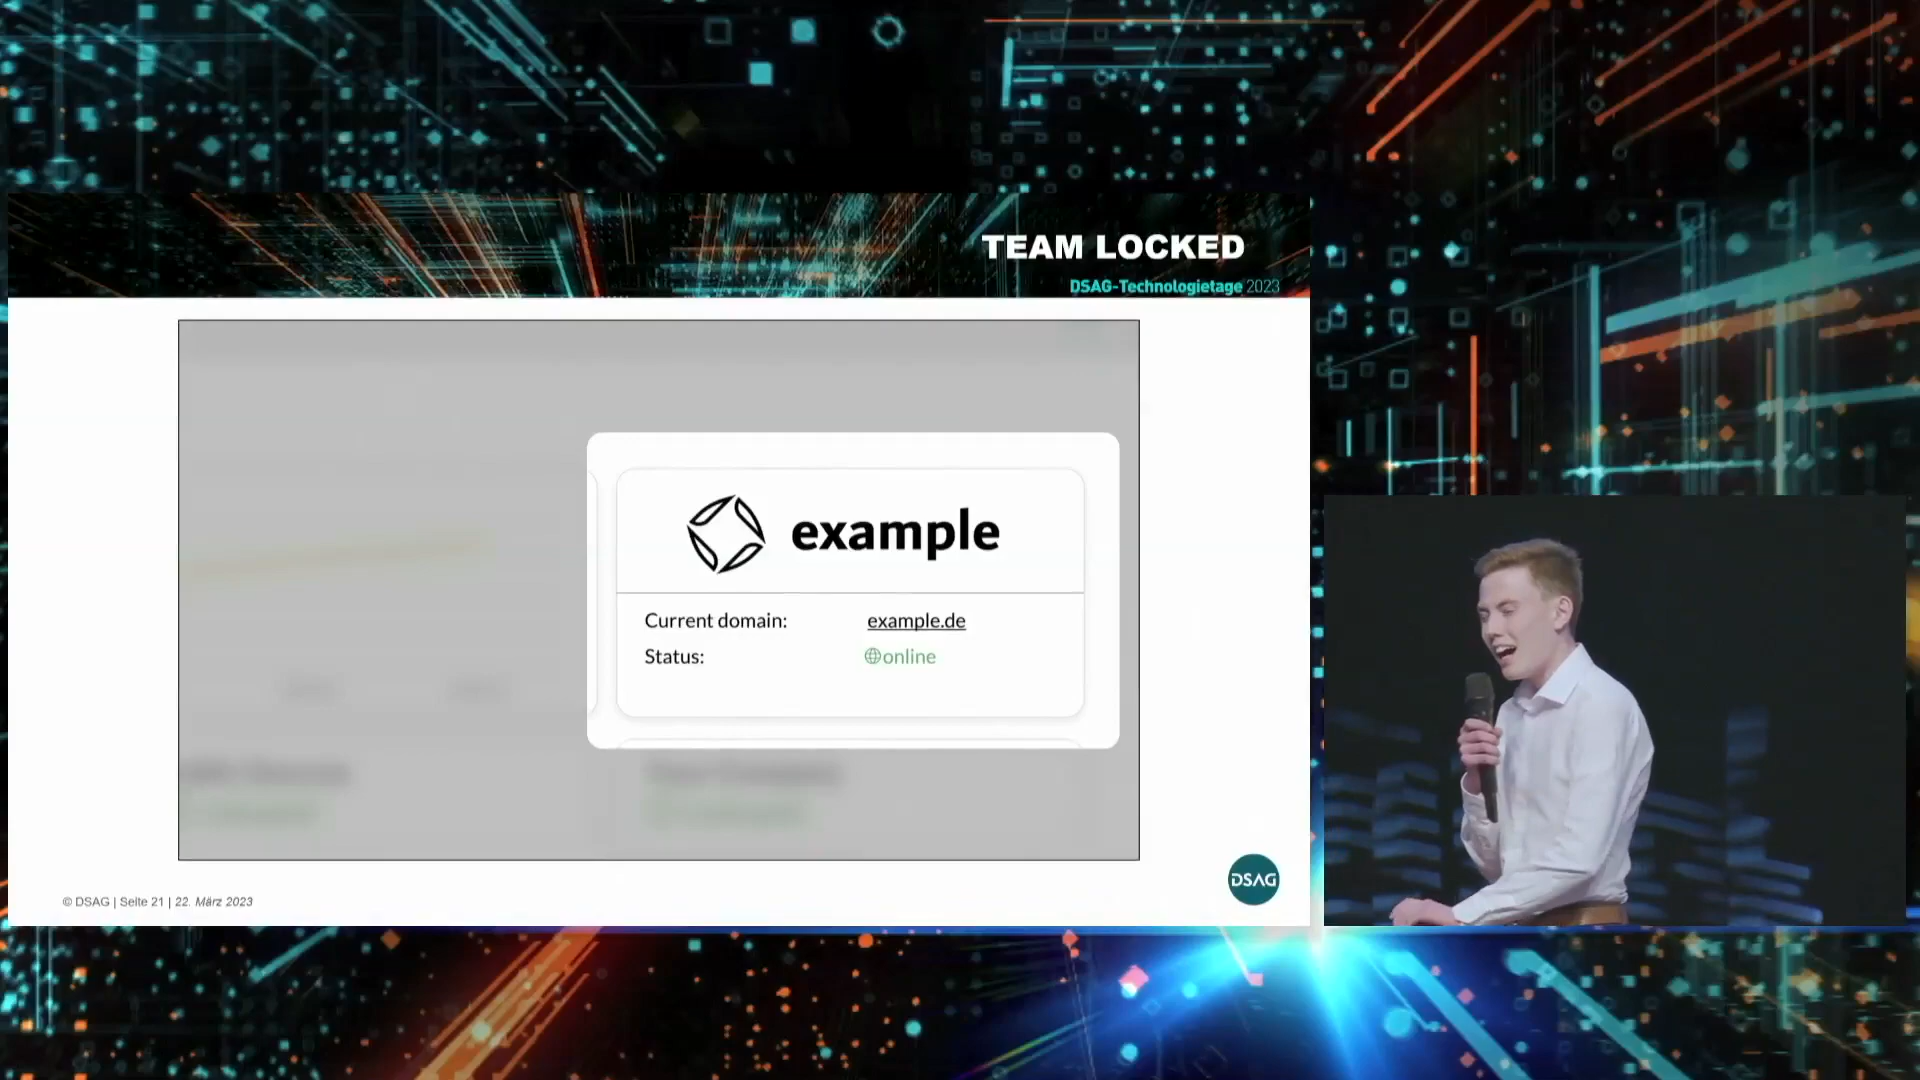 TEAM LOCKED
DSAG-Technologietage 2023
example
Current domain: example.de
Status: online
© DSAG | Seite 21 | 22. März 2023
DSAG